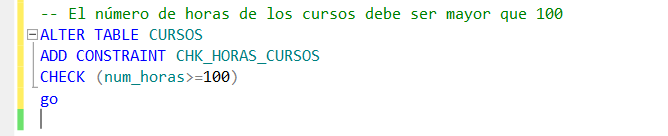 -- El número de horas de los cursos debe ser mayor que 100
ALTER TABLE CURSOS
ADD CONSTRAINT CHK_HORAS_CURSOS
CHECK (num_horas>=100)
go